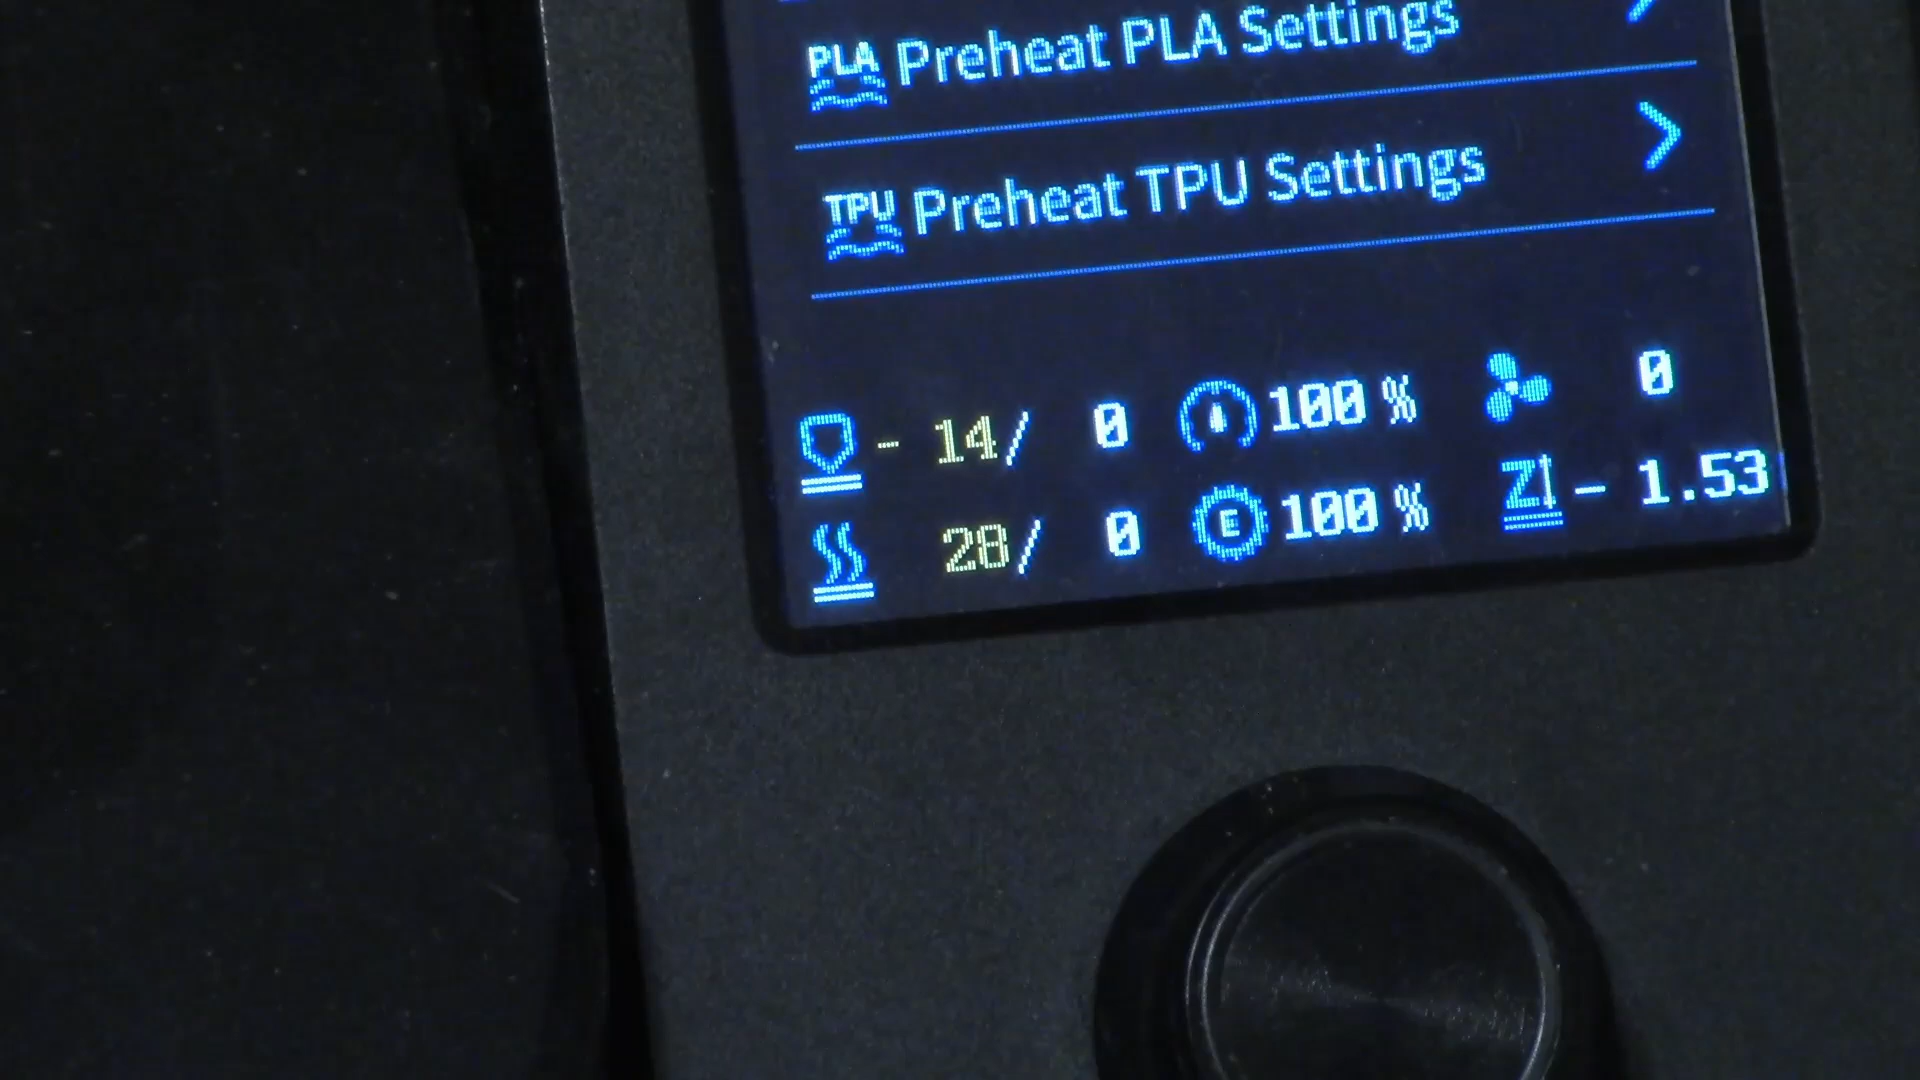 PLA Preheat PLA Settings
TPU Preheat TPU Settings
- 14/ 0 100 % 0
28/ 0 E 100 % Z - 1.53